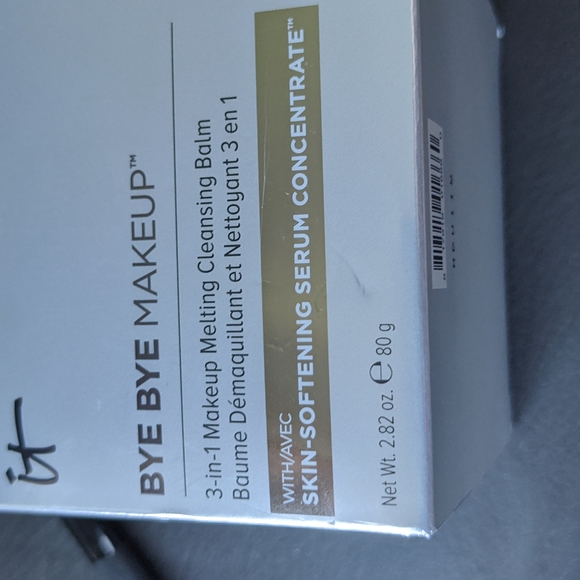 it
BYE BYE MAKEUP™
3-in-1 Makeup Melting Cleansing Balm
Baume Démaquillant et Nettoyant 3 en 1
WITH/AVEC
SKIN-SOFTENING SERUM CONCENTRATE™
Net Wt. 2.82 oz. ℮ 80 g